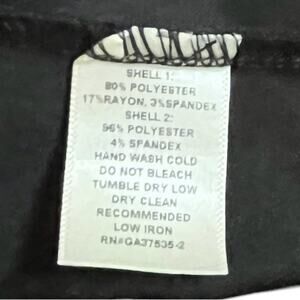 SHELL 1:
80% POLYESTER
17% RAYON, 3% SPANDEX
SHELL 2:
96% POLYESTER
4% SPANDEX
HAND WASH COLD
DO NOT BLEACH
TUMBLE DRY LOW
DRY CLEAN
RECOMMENDED
LOW IRON
RN#GA37535-2